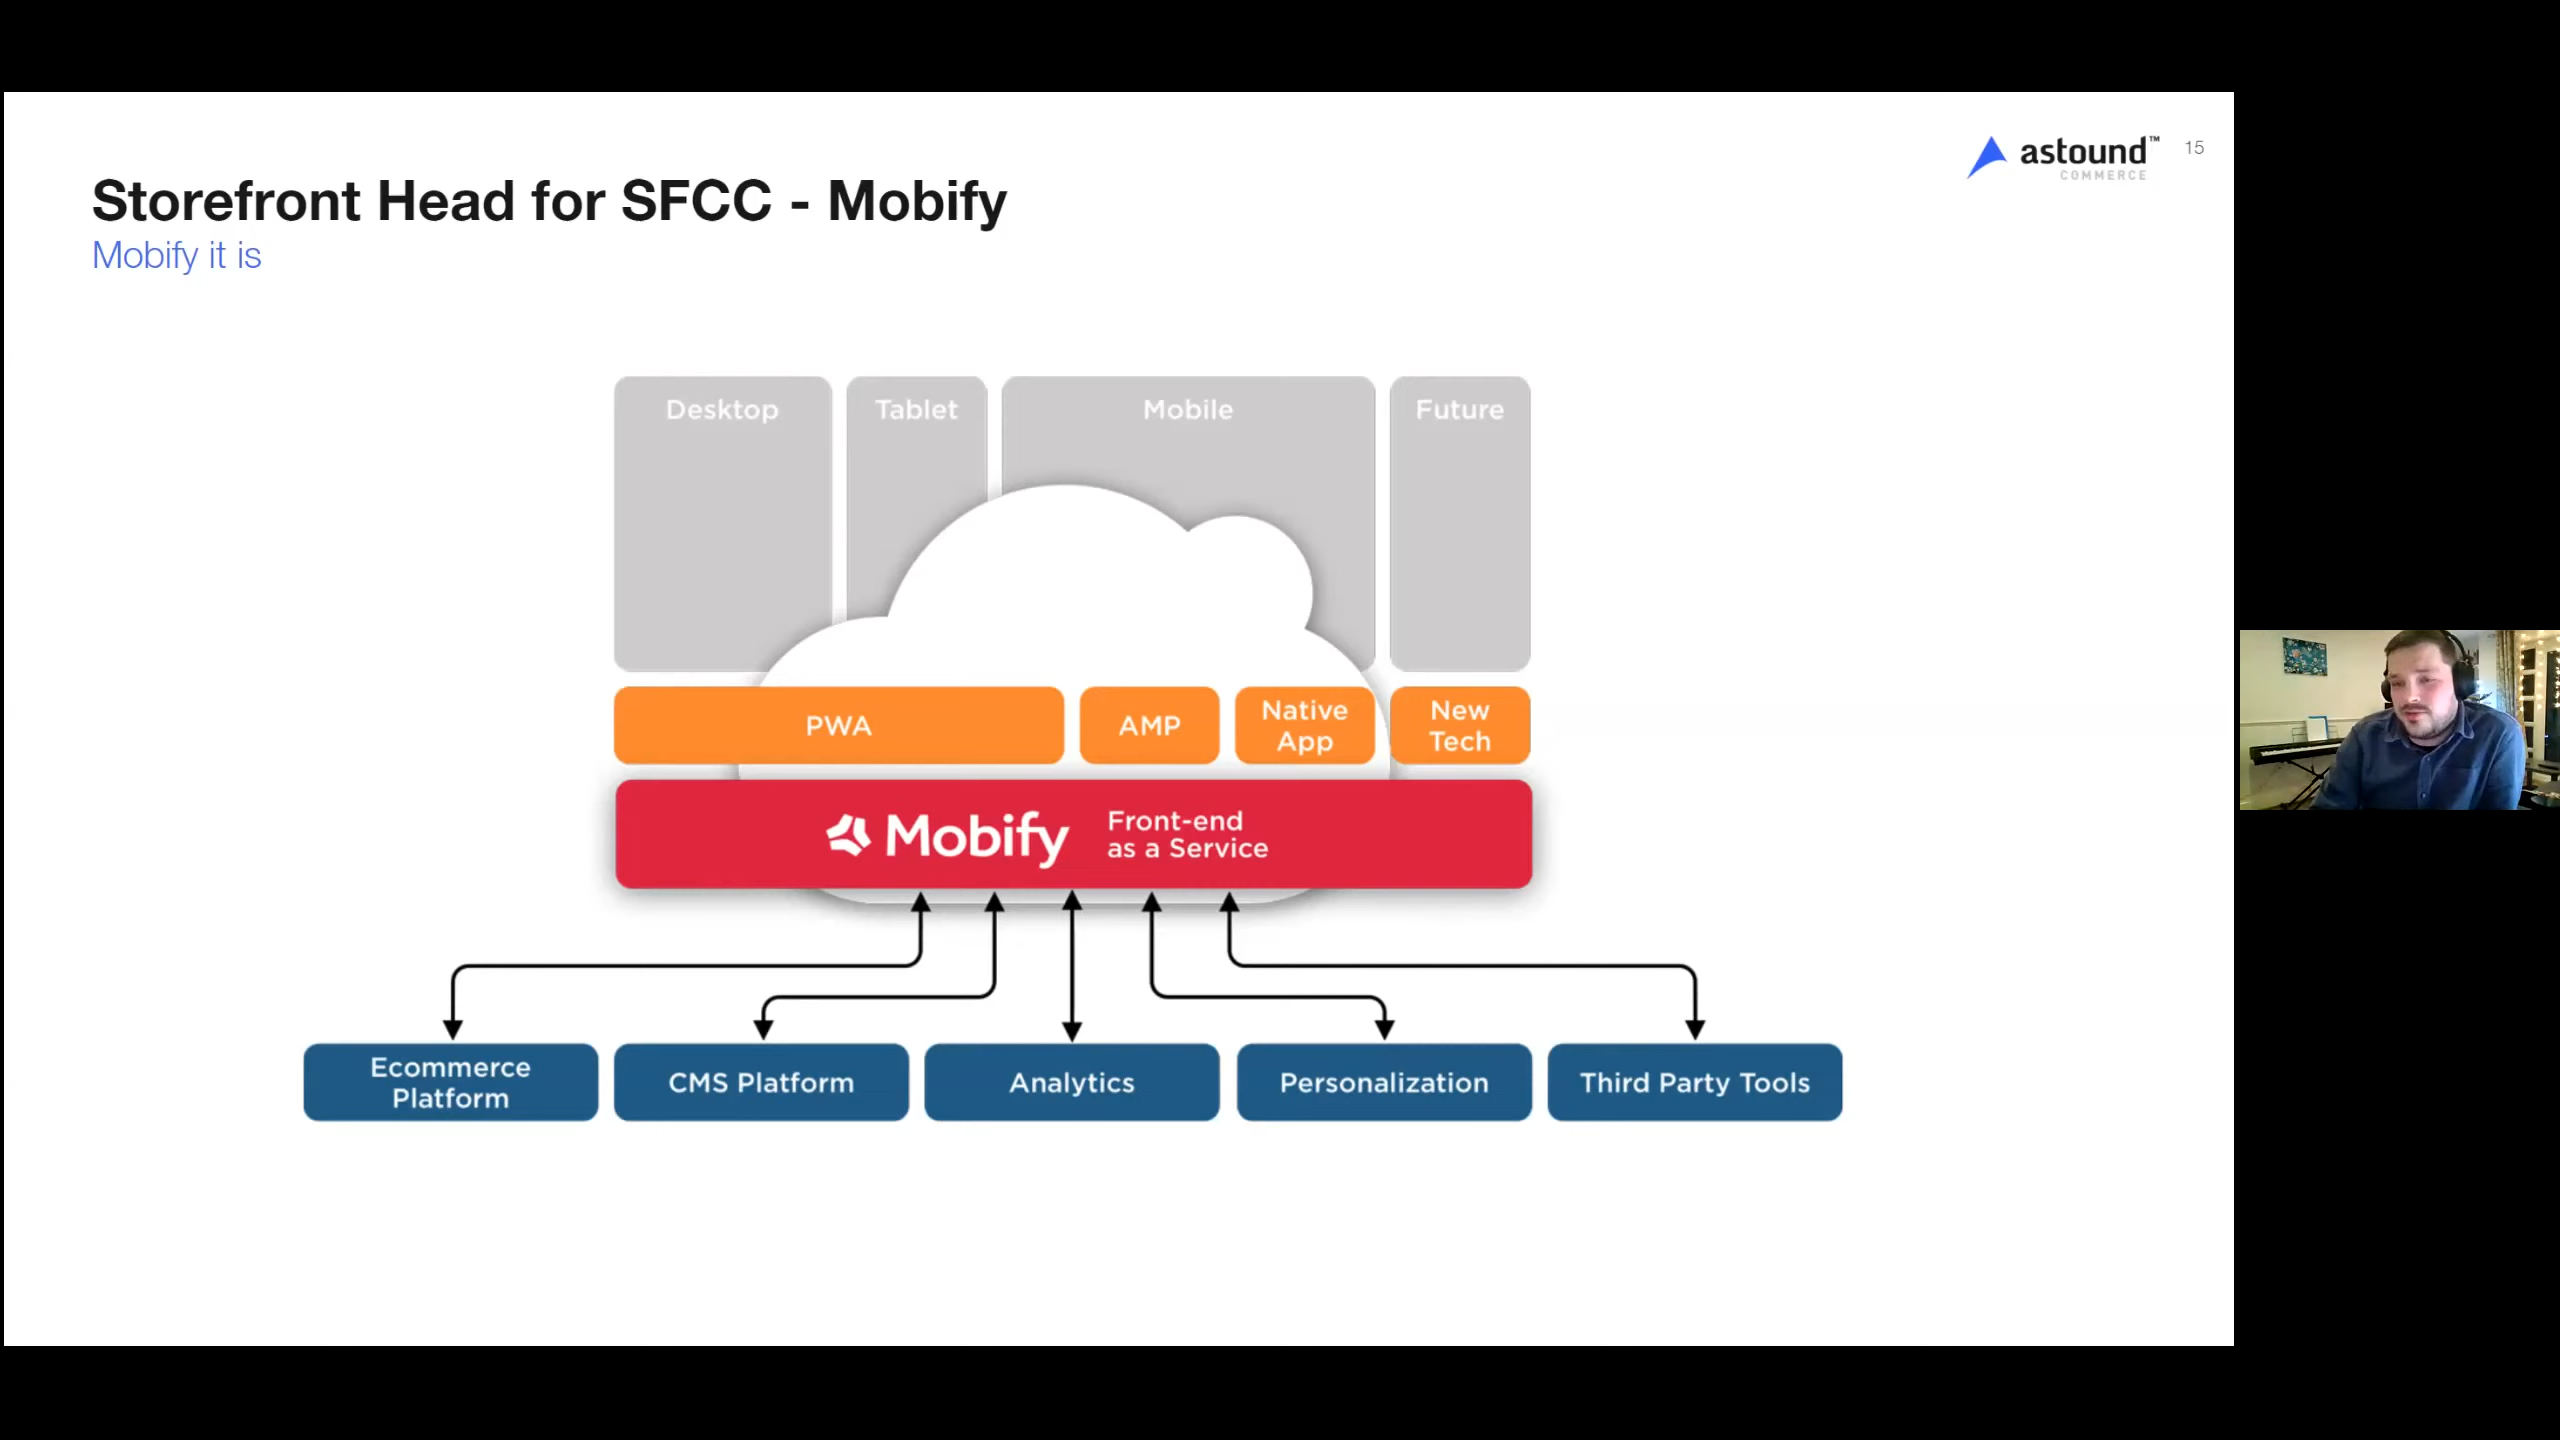 astound™
COMMERCE
15
Storefront Head for SFCC - Mobify
Mobify it is
Desktop
Tablet
Mobile
Future
PWA
AMP
Native
App
New
Tech
Mobify
Front-end
as a Service
Ecommerce
Platform
CMS Platform
Analytics
Personalization
Third Party Tools